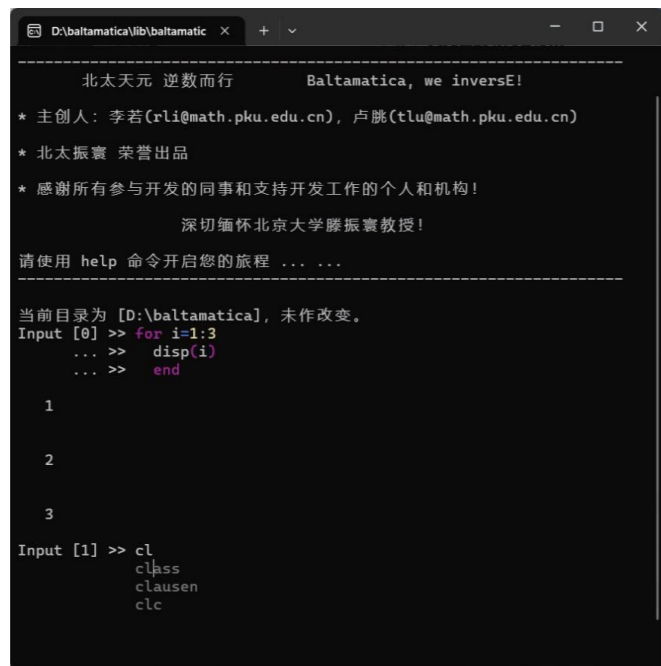 D:\baltamatica\lib\baltamatic
北太天元 逆数而行 Baltamatica, we inversE!
* 主创人: 李若(rli@math.pku.edu.cn), 卢朓(tlu@math.pku.edu.cn)
* 北太振寰 荣誉出品
* 感谢所有参与开发的同事和支持开发工作的个人和机构!
深切缅怀北京大学滕振寰教授!
请使用 help 命令开启您的旅程 ... ...
当前目录为 [D:\baltamatica], 未作改变。
Input [0] >> for i=1:3
... >> disp(i)
... >> end
1
2
3
Input [1] >> cl
class
clausen
clc